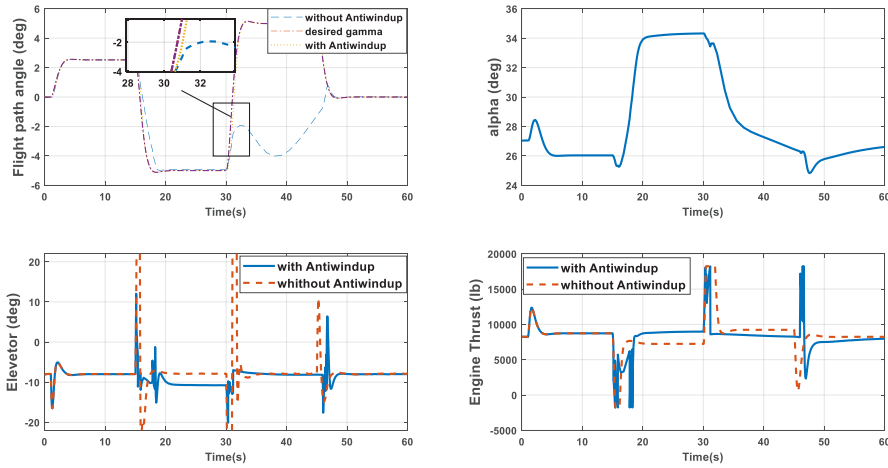 6
4
2
0
-2
-4
-6
Flight path angle (deg)
-2
-4
28 30 32
without Antiwindup
desired gamma
with Antiwindup
0 10 20 30 40 50 60
Time(s)
36
34
32
30
28
26
24
alpha (deg)
0 10 20 30 40 50 60
Time(s)
20
10
0
-10
-20
Elevetor (deg)
with Antiwindup
whithout Antiwindup
0 10 20 30 40 50 60
Time(s)
20000
15000
10000
5000
0
-5000
Engine Thrust (lb)
with Antiwindup
whithout Antiwindup
0 10 20 30 40 50 60
Time(s)